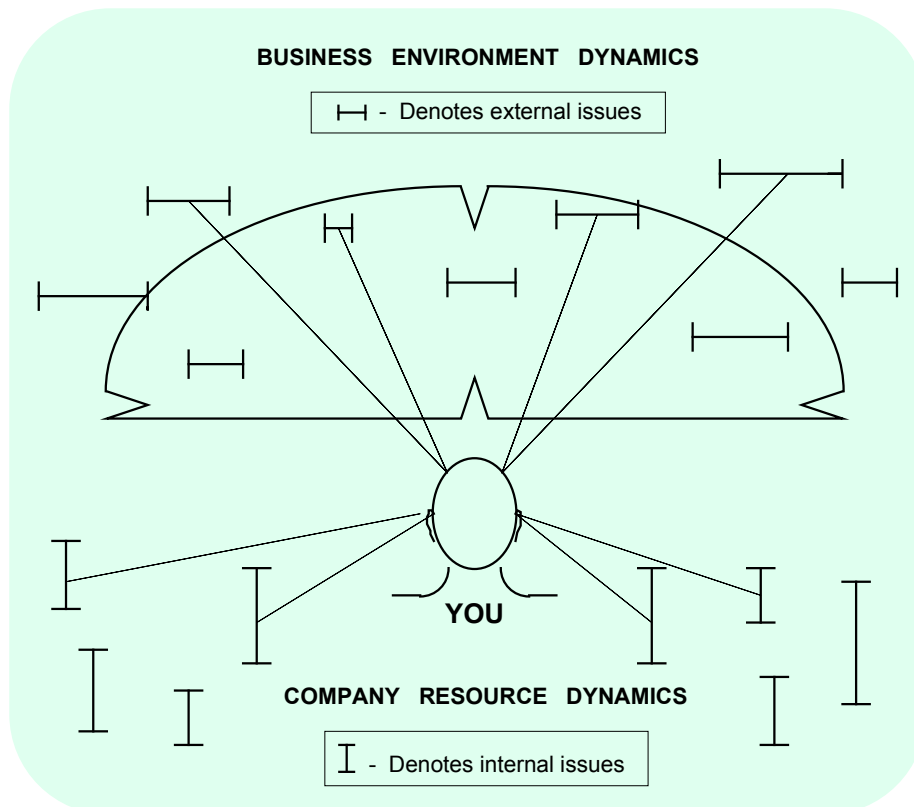 BUSINESS ENVIRONMENT DYNAMICS
- Denotes external issues
YOU
COMPANY RESOURCE DYNAMICS
- Denotes internal issues